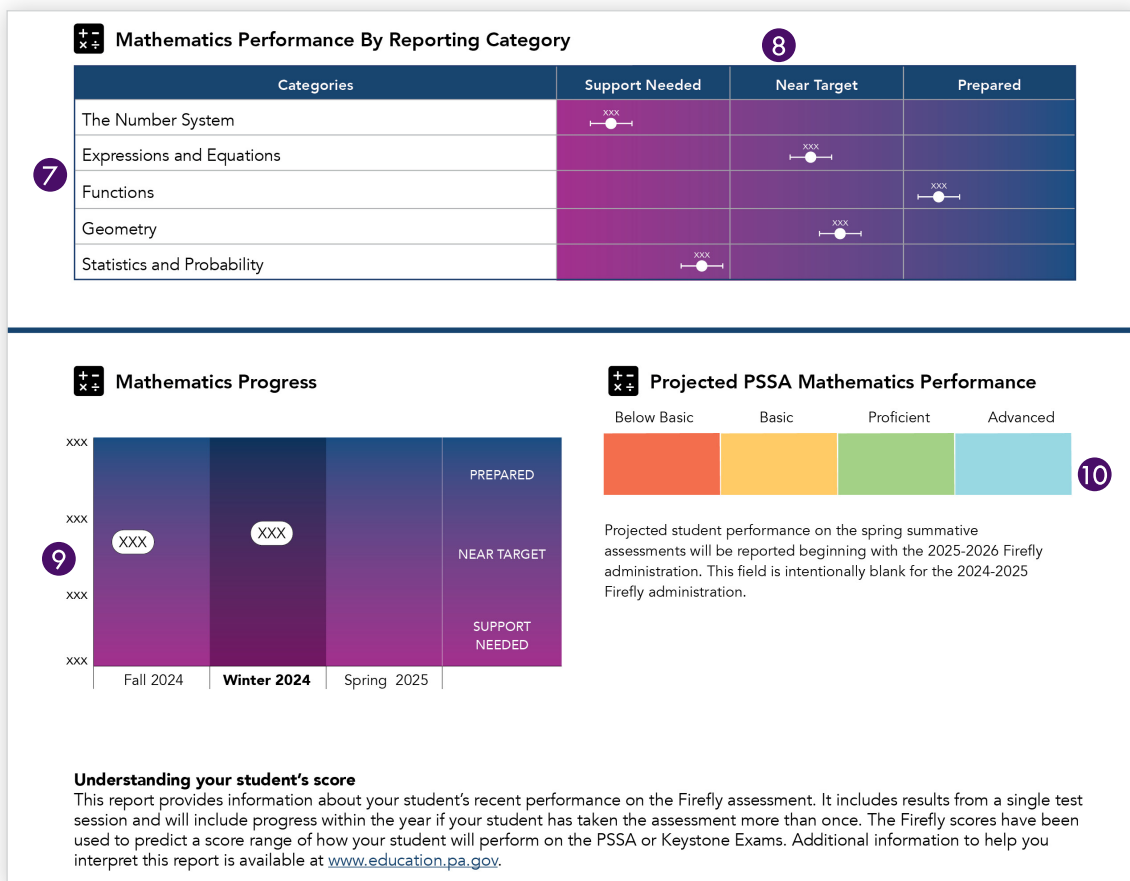 Mathematics Performance By Reporting Category
8
Categories Support Needed Near Target Prepared
The Number System xxx
7
Expressions and Equations xxx
Functions xxx
Geometry xxx
Statistics and Probability xxx
Mathematics Progress
xxx
PREPARED
xxx
XXX XXX
9
NEAR TARGET
xxx
SUPPORT
NEEDED
xxx
Fall 2024 Winter 2024 Spring 2025
Projected PSSA Mathematics Performance
Below Basic Basic Proficient Advanced
10
Projected student performance on the spring summative
assessments will be reported beginning with the 2025-2026 Firefly
administration. This field is intentionally blank for the 2024-2025
Firefly administration.
Understanding your student's score
This report provides information about your student's recent performance on the Firefly assessment. It includes results from a single test
session and will include progress within the year if your student has taken the assessment more than once. The Firefly scores have been
used to predict a score range of how your student will perform on the PSSA or Keystone Exams. Additional information to help you
interpret this report is available at www.education.pa.gov.